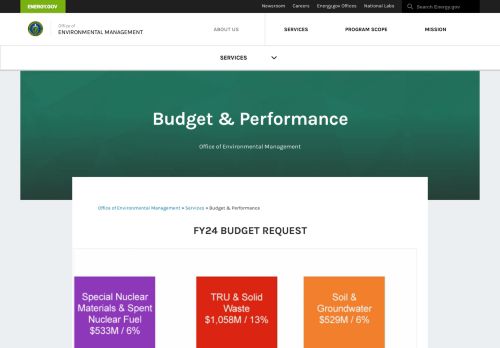 ENERGY.GOV
Newsroom
Careers
Energy.gov Offices
National Labs
Search Energy.gov
Office of
ENVIRONMENTAL MANAGEMENT
ABOUT US
SERVICES
PROGRAM SCOPE
MISSION
SERVICES
Budget & Performance
Office of Environmental Management
Office of Environmental Management » Services » Budget & Performance
FY24 BUDGET REQUEST
Special Nuclear
Materials & Spent
Nuclear Fuel
$533M / 6%
TRU & Solid
Waste
$1,058M / 13%
Soil &
Groundwater
$529M / 6%